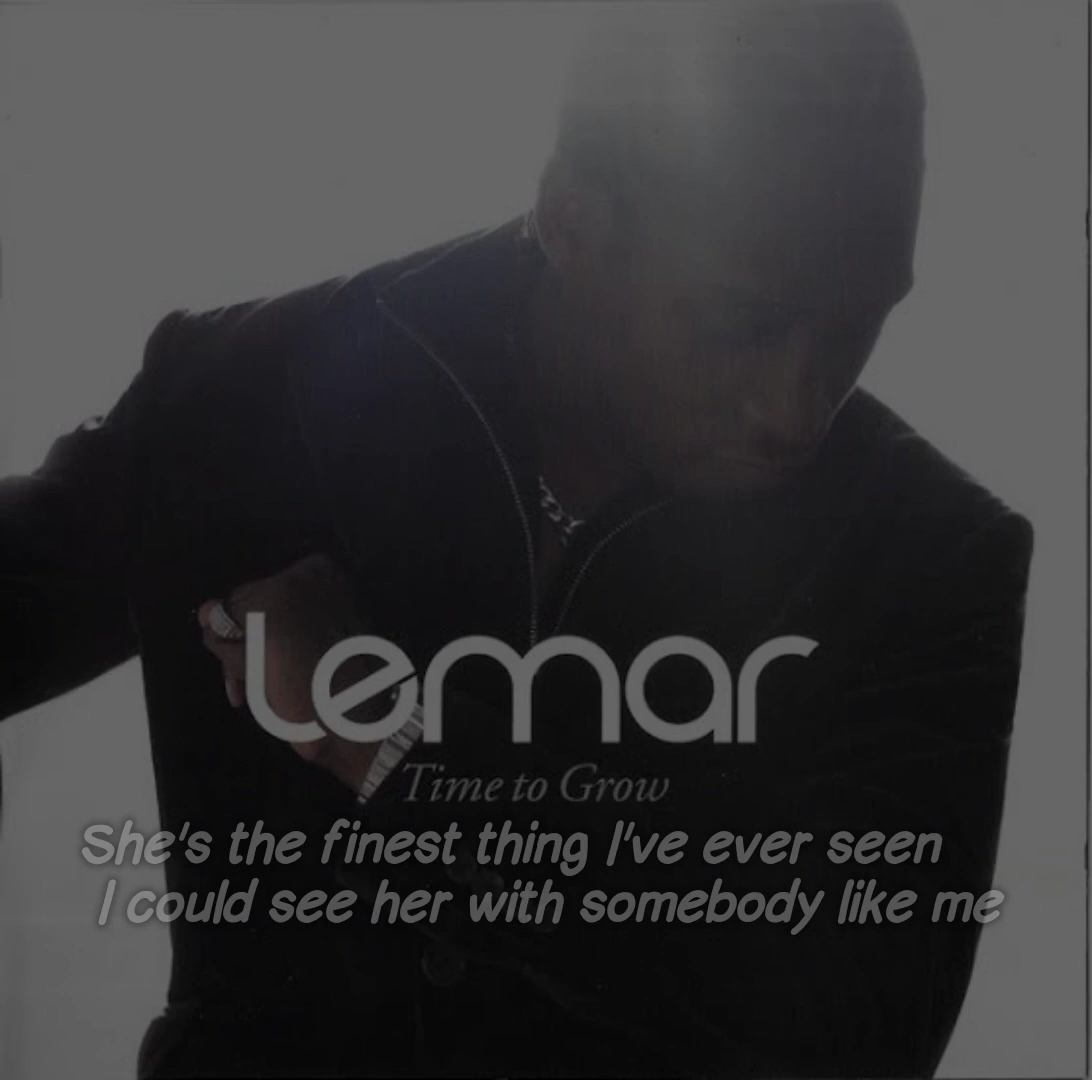 lemar
Time to Grow
She's the finest thing I've ever seen
I could see her with somebody like me